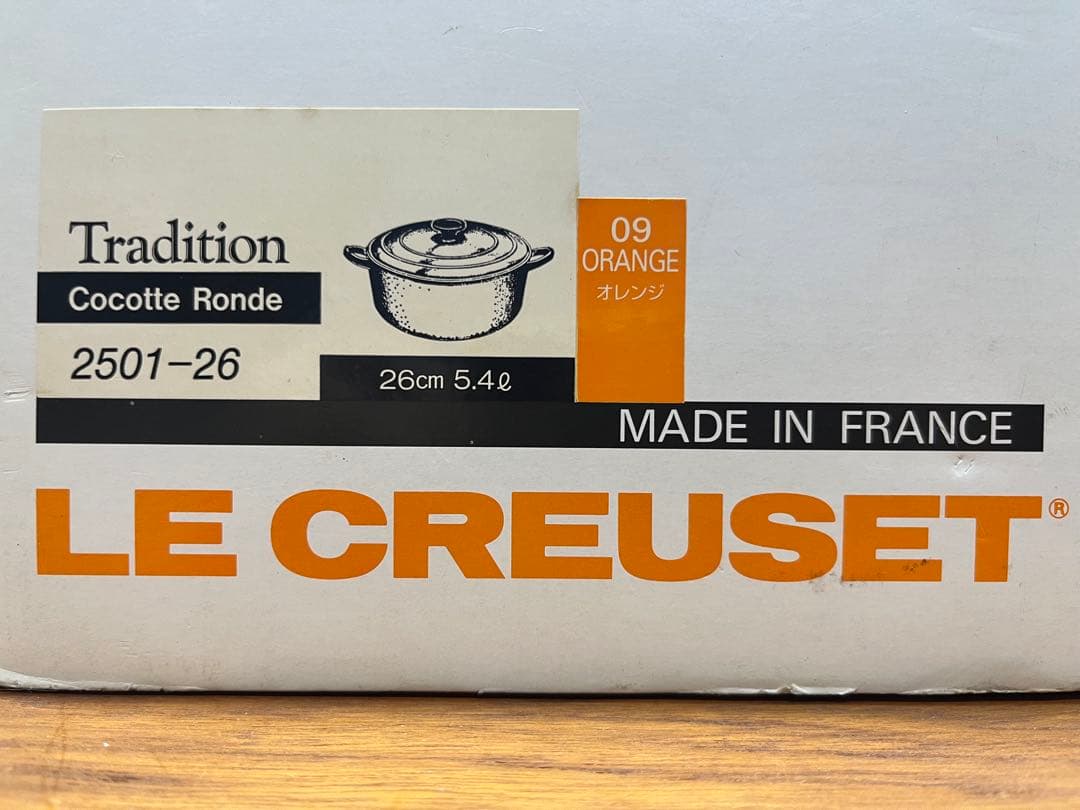 Tradition
Cocotte Ronde
2501-26
26cm 5.4ℓ
09
ORANGE
オレンジ
MADE IN FRANCE
LE CREUSET®